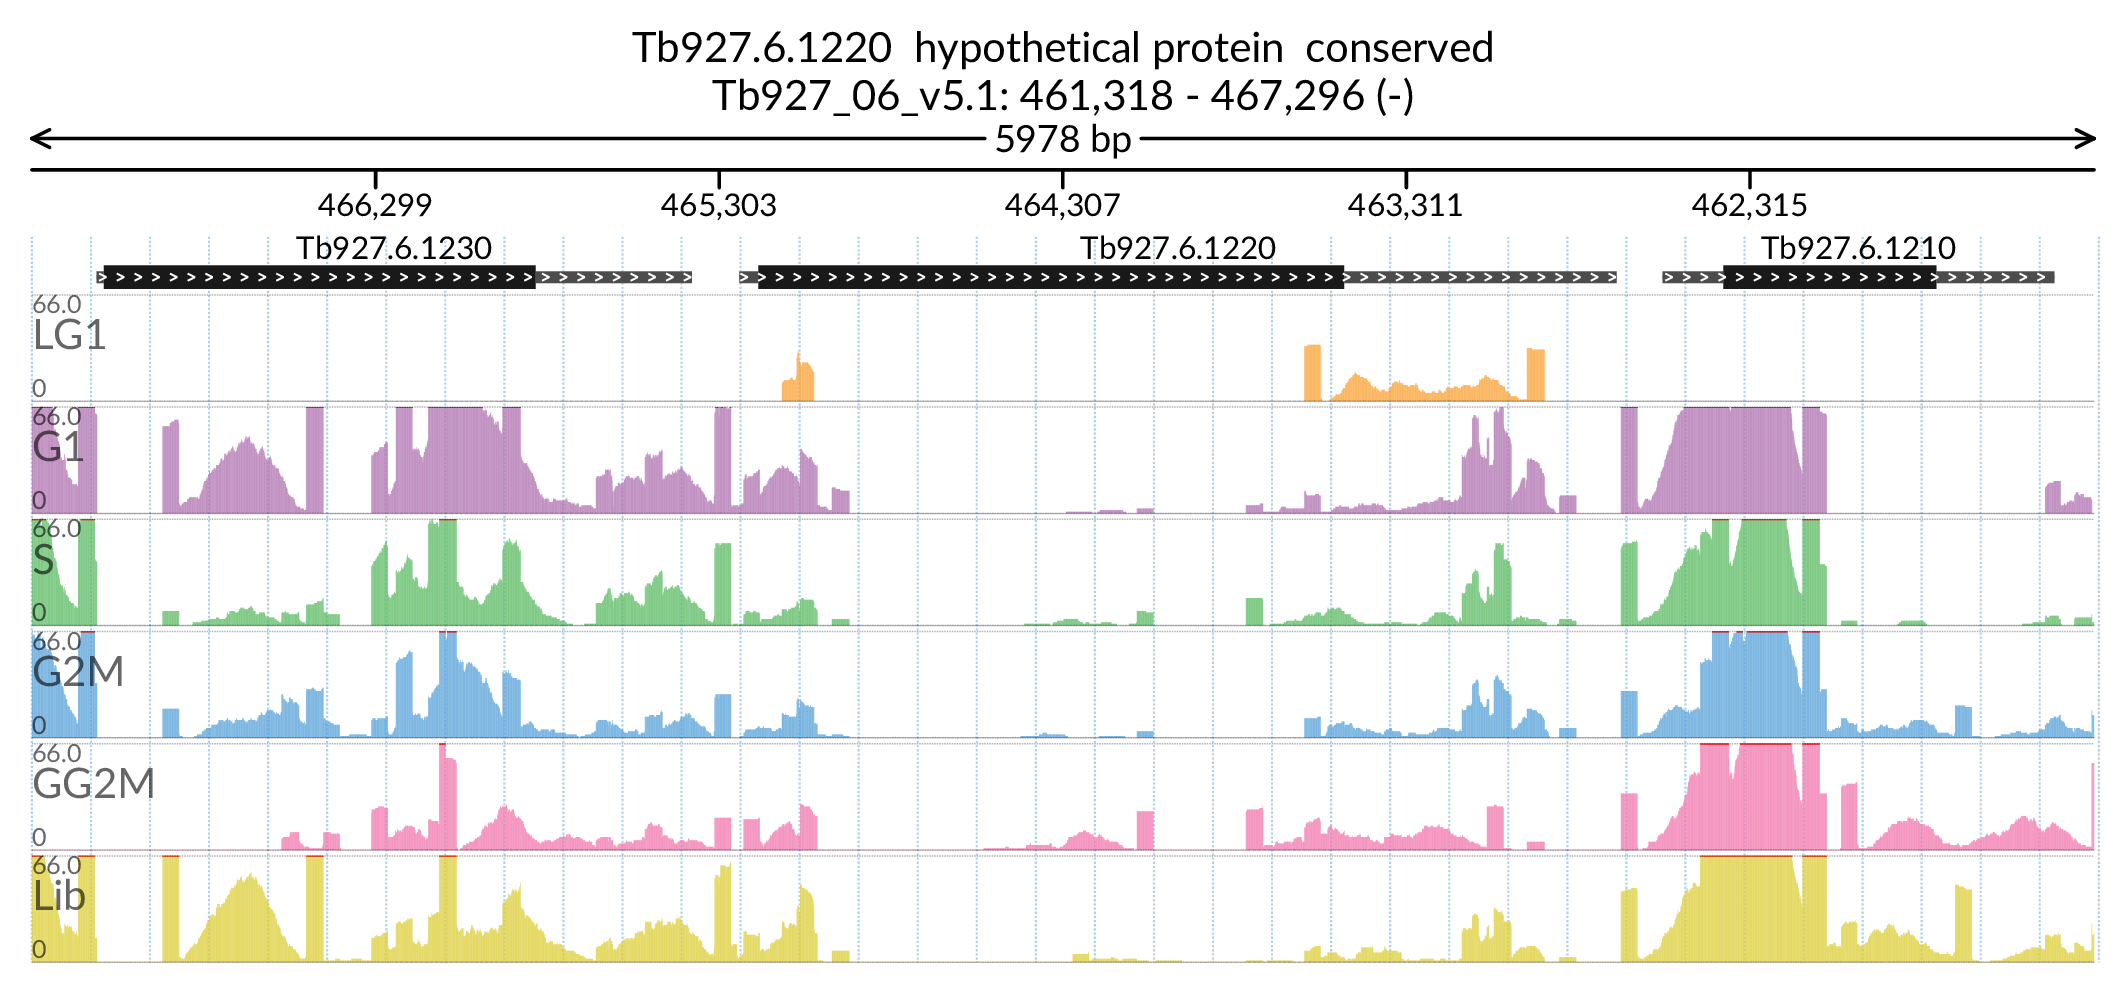 Tb927.6.1220  hypothetical protein  conserved
Tb927_06_v5.1: 461,318 - 467,296 (-)
5978 bp
466,299 465,303 464,307 463,311 462,315
Tb927.6.1230 Tb927.6.1220 Tb927.6.1210
66.0
LG1
0
66.0
G1
0
66.0
S
0
66.0
G2M
0
66.0
GG2M
0
66.0
Lib
0